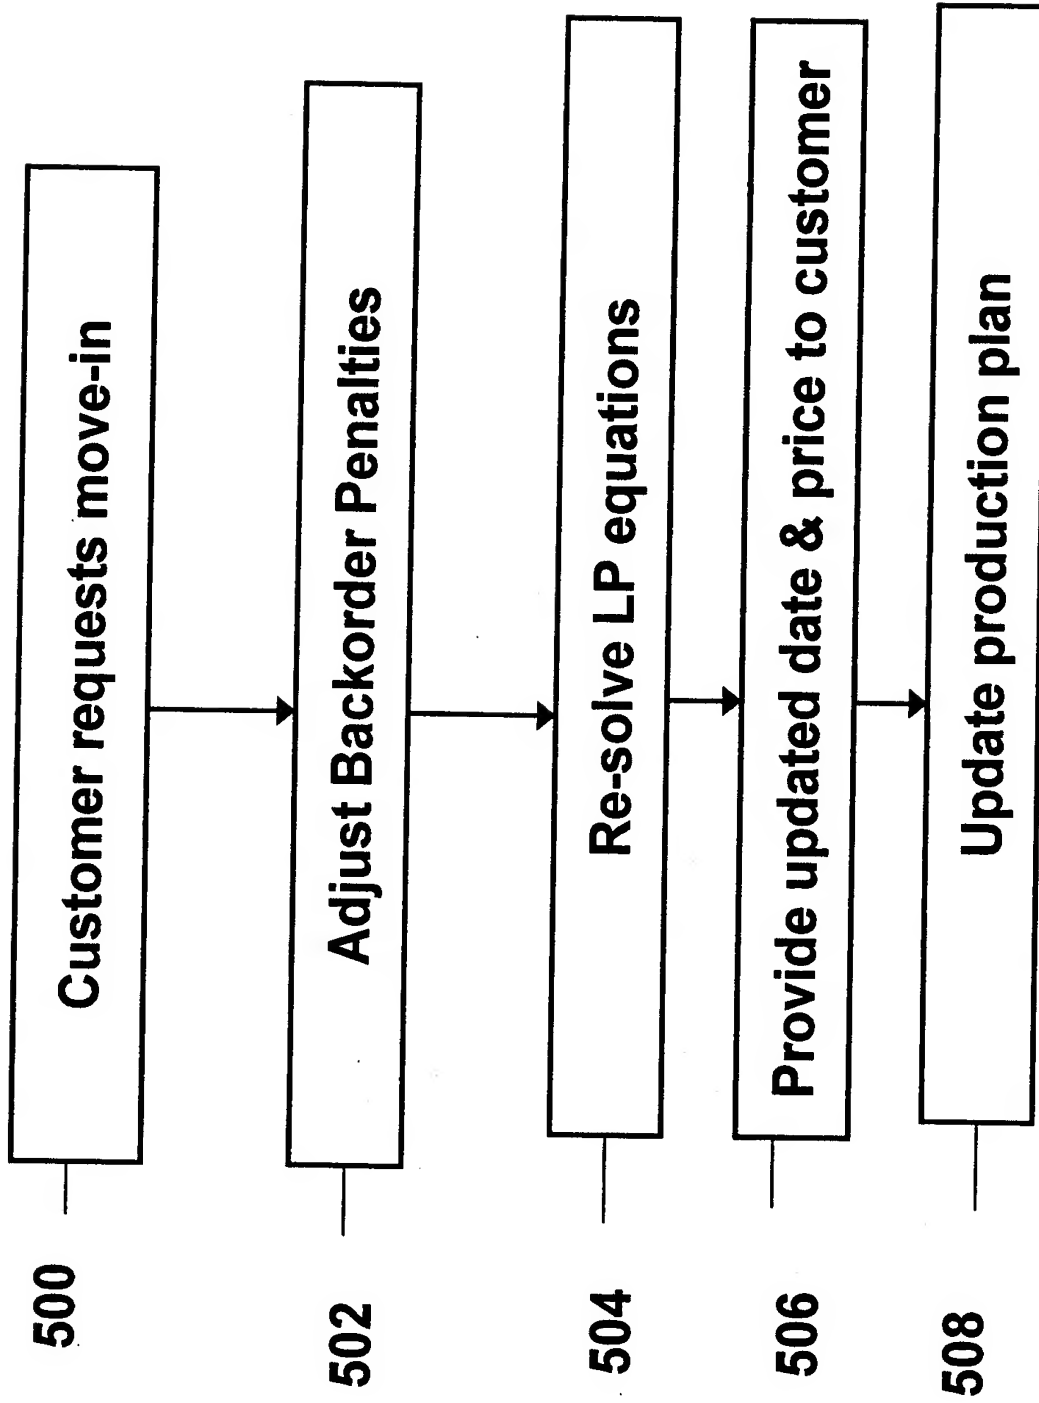 500
Customer requests move-in
502
Adjust Backorder Penalties
504
Re-solve LP equations
506
Provide updated date & price to customer
508
Update production plan